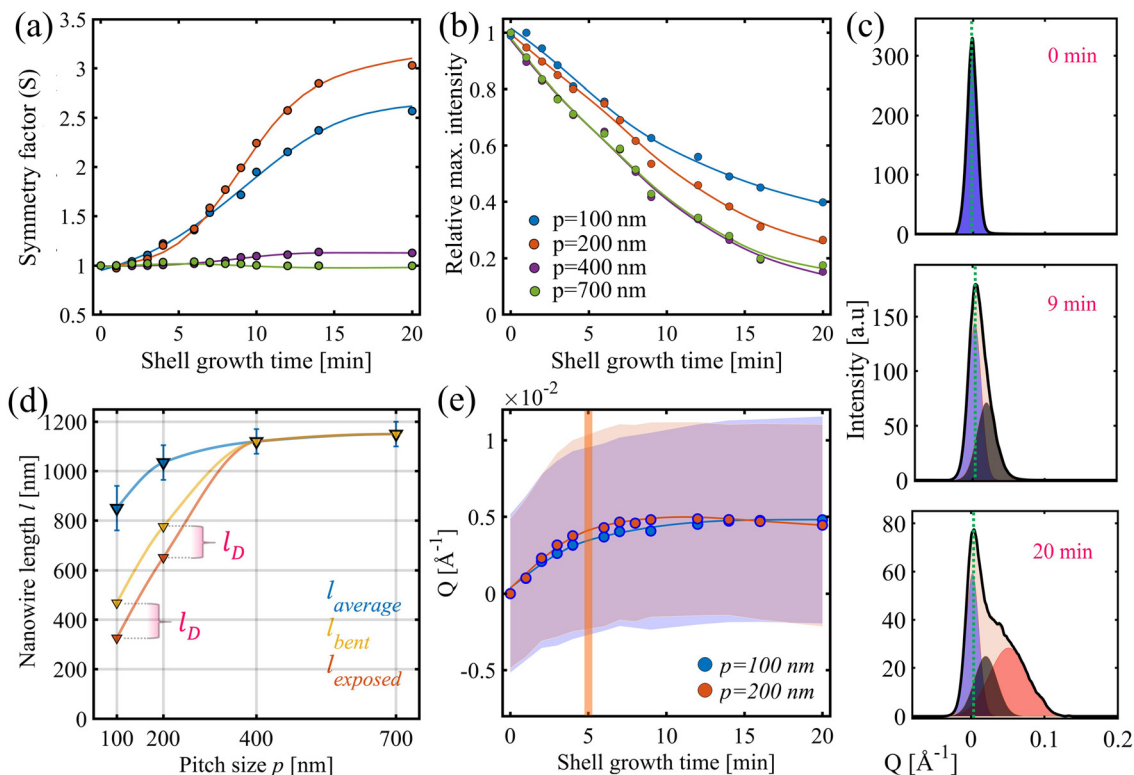 (a)
3.5
3
2.5
2
1.5
1
0.5
Symmetry factor (S)
0 5 10 15 20
Shell growth time [min]
(b)
1
0.8
0.6
0.4
0.2
0
Relative max. intensity
p=100 nm
p=200 nm
p=400 nm
p=700 nm
0 5 10 15 20
Shell growth time [min]
(c)
0 min
300
200
100
0
9 min
150
100
50
0
Intensity [a.u]
20 min
80
60
40
20
0
0 0.1 0.2
Q [Å⁻¹]
(d)
1200
1000
800
600
400
200
0
Nanowire length l [nm]
l_D
l_D
l_average
l_bent
l_exposed
100 200 400 700
Pitch size p [nm]
(e)
×10⁻²
1
0.5
0
-0.5
Q [Å⁻¹]
p=100 nm
p=200 nm
0 5 10 15 20
Shell growth time [min]